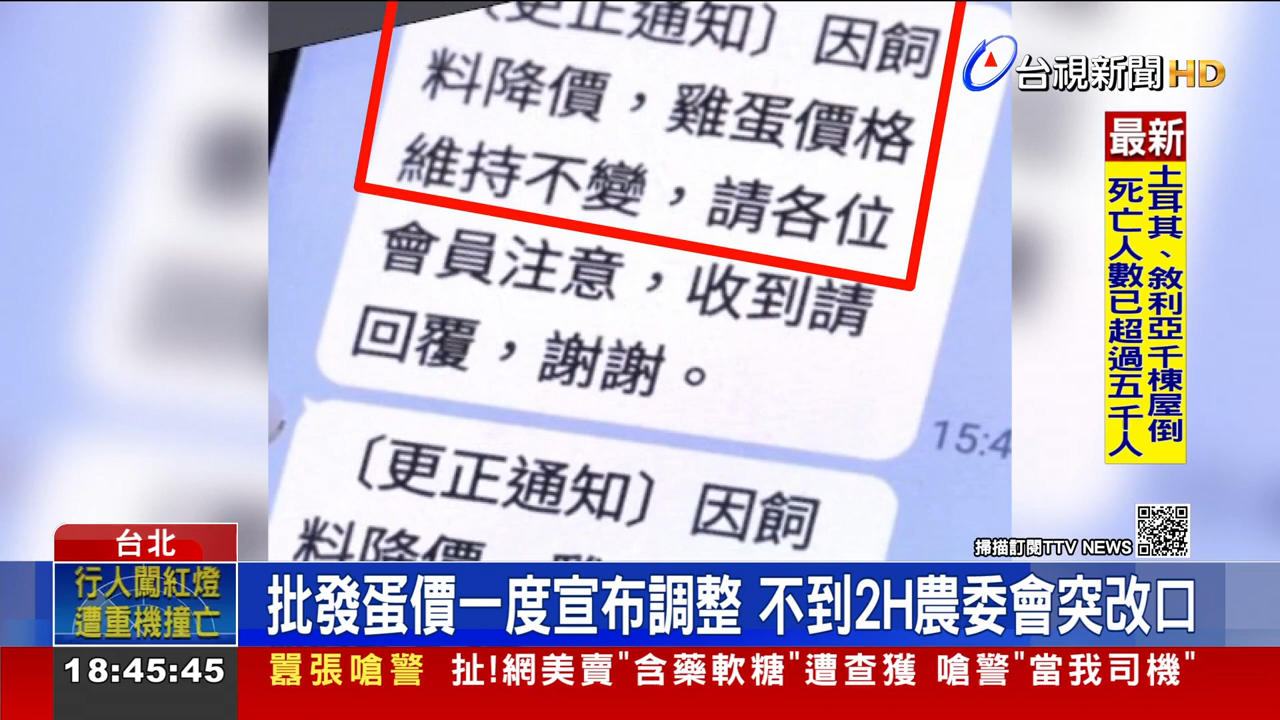 〔更正通知〕因飼
料降價，雞蛋價格
維持不變，請各位
會員注意，收到請
回覆，謝謝。
15:4
〔更正通知〕因飼
料降價
台視新聞HD
最新
土耳其、敘利亞千棟屋倒
死亡人數已超過五千人
掃描訂閱TTV NEWS
台北
行人闖紅燈
遭重機撞亡
批發蛋價一度宣布調整 不到2H農委會突改口
18:45:45
囂張嗆警 扯!網美賣"含藥軟糖"遭查獲 嗆警"當我司機"